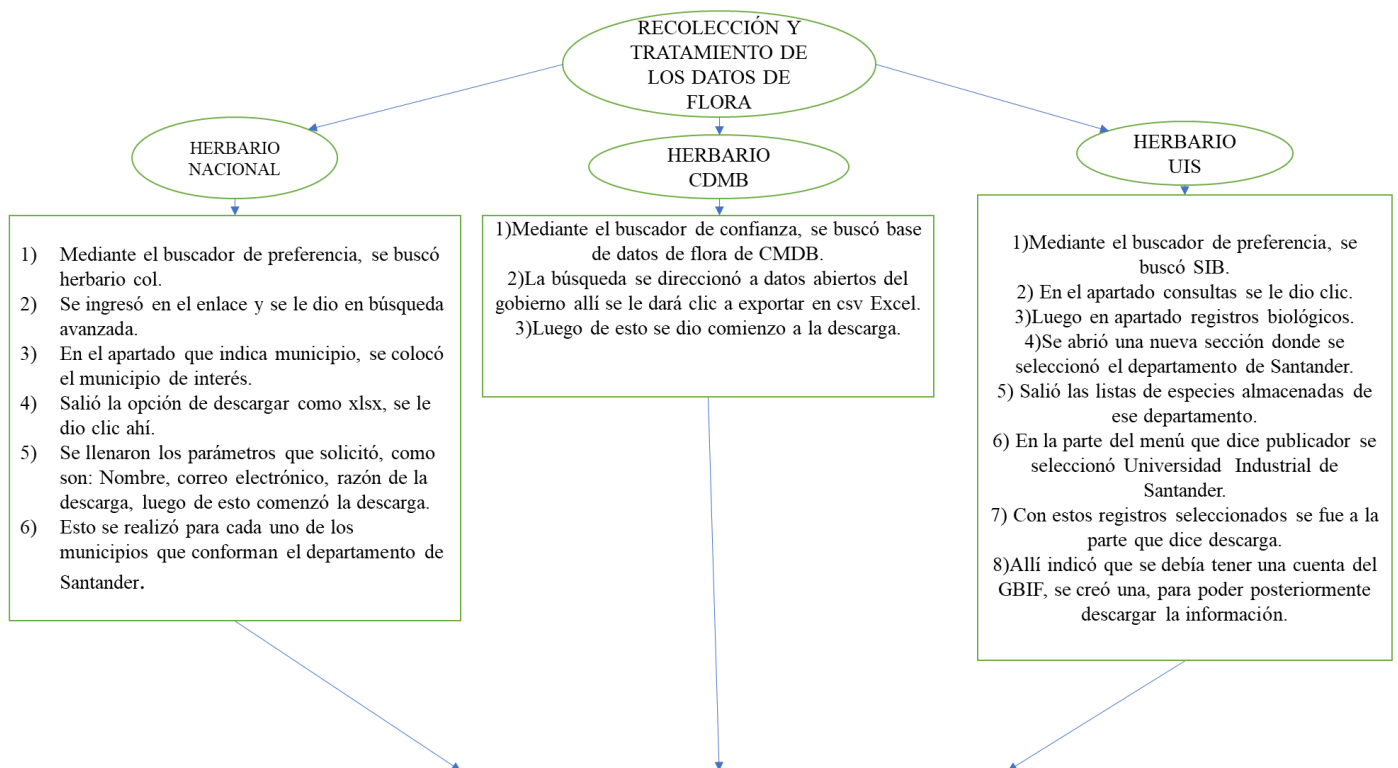 RECOLECCIÓN Y
TRATAMIENTO DE
LOS DATOS DE
FLORA
HERBARIO
NACIONAL
1) Mediante el buscador de preferencia, se buscó
herbario col.
2) Se ingresó en el enlace y se le dio en búsqueda
avanzada.
3) En el apartado que indica municipio, se colocó
el municipio de interés.
4) Salió la opción de descargar como xlsx, se le
dio clic ahí.
5) Se llenaron los parámetros que solicitó, como
son: Nombre, correo electrónico, razón de la
descarga, luego de esto comenzó la descarga.
6) Esto se realizó para cada uno de los
municipios que conforman el departamento de
Santander.
HERBARIO
CDMB
1)Mediante el buscador de confianza, se buscó base
de datos de flora de CMDB.
2)La búsqueda se direccionó a datos abiertos del
gobierno allí se le dará clic a exportar en csv Excel.
3)Luego de esto se dio comienzo a la descarga.
HERBARIO
UIS
1)Mediante el buscador de preferencia, se
buscó SIB.
2) En el apartado consultas se le dio clic.
3)Luego en apartado registros biológicos.
4)Se abrió una nueva sección donde se
seleccionó el departamento de Santander.
5) Salió las listas de especies almacenadas de
ese departamento.
6) En la parte del menú que dice publicador se
seleccionó Universidad Industrial de
Santander.
7) Con estos registros seleccionados se fue a la
parte que dice descarga.
8)Allí indicó que se debía tener una cuenta del
GBIF, se creó una, para poder posteriormente
descargar la información.